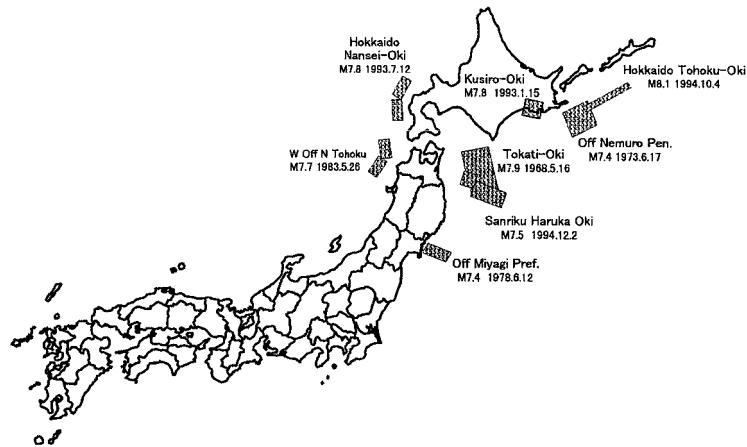 Hokkaido
Nansei-Oki
M7.8 1993.7.12
Kusiro-Oki
M7.8 1993.1.15
Hokkaido Tohoku-Oki
M8.1 1994.10.4
Off Nemuro Pen.
M7.4 1973.6.17
W Off N Tohoku
M7.7 1983.5.26
Tokati-Oki
M7.9 1968.5.16
Sanriku Haruka Oki
M7.5 1994.12.2
Off Miyagi Pref.
M7.4 1978.6.12